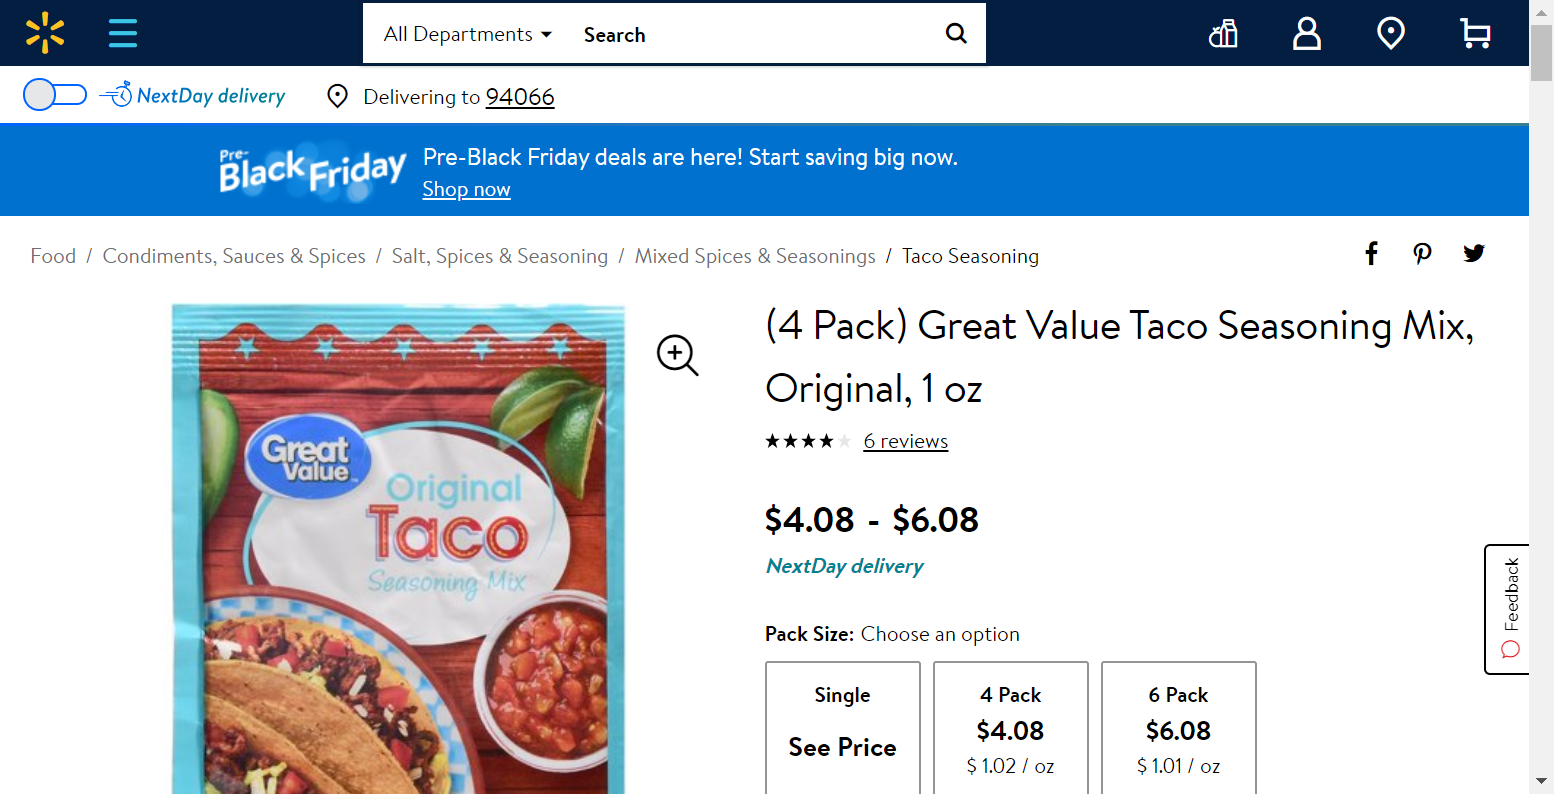 All Departments
Search
NextDay delivery
Delivering to 94066
Pre-
Black Friday
Pre-Black Friday deals are here! Start saving big now.
Shop now
Food / Condiments, Sauces & Spices / Salt, Spices & Seasoning / Mixed Spices & Seasonings / Taco Seasoning
Great
Value
Original
Taco
Seasoning Mix
(4 Pack) Great Value Taco Seasoning Mix,
Original, 1 oz
6 reviews
$4.08 - $6.08
NextDay delivery
Pack Size: Choose an option
Single
See Price
4 Pack
$4.08
$ 1.02 / oz
6 Pack
$6.08
$ 1.01 / oz
Feedback